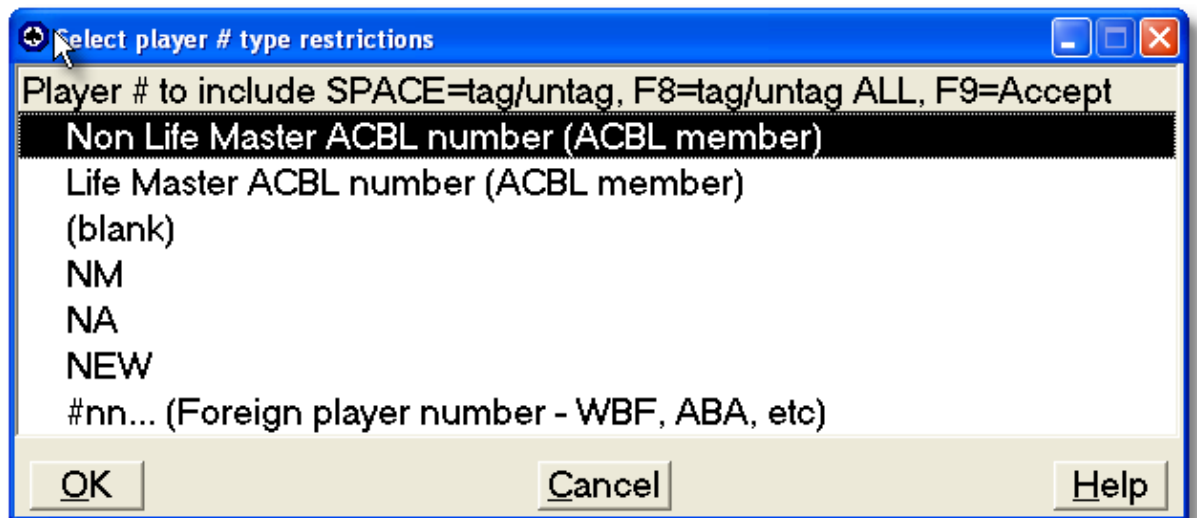 Select player # type restrictions
Player # to include SPACE=tag/untag, F8=tag/untag ALL, F9=Accept
Non Life Master ACBL number (ACBL member)
Life Master ACBL number (ACBL member)
(blank)
NM
NA
NEW
#nn... (Foreign player number - WBF, ABA, etc)
OK Cancel Help